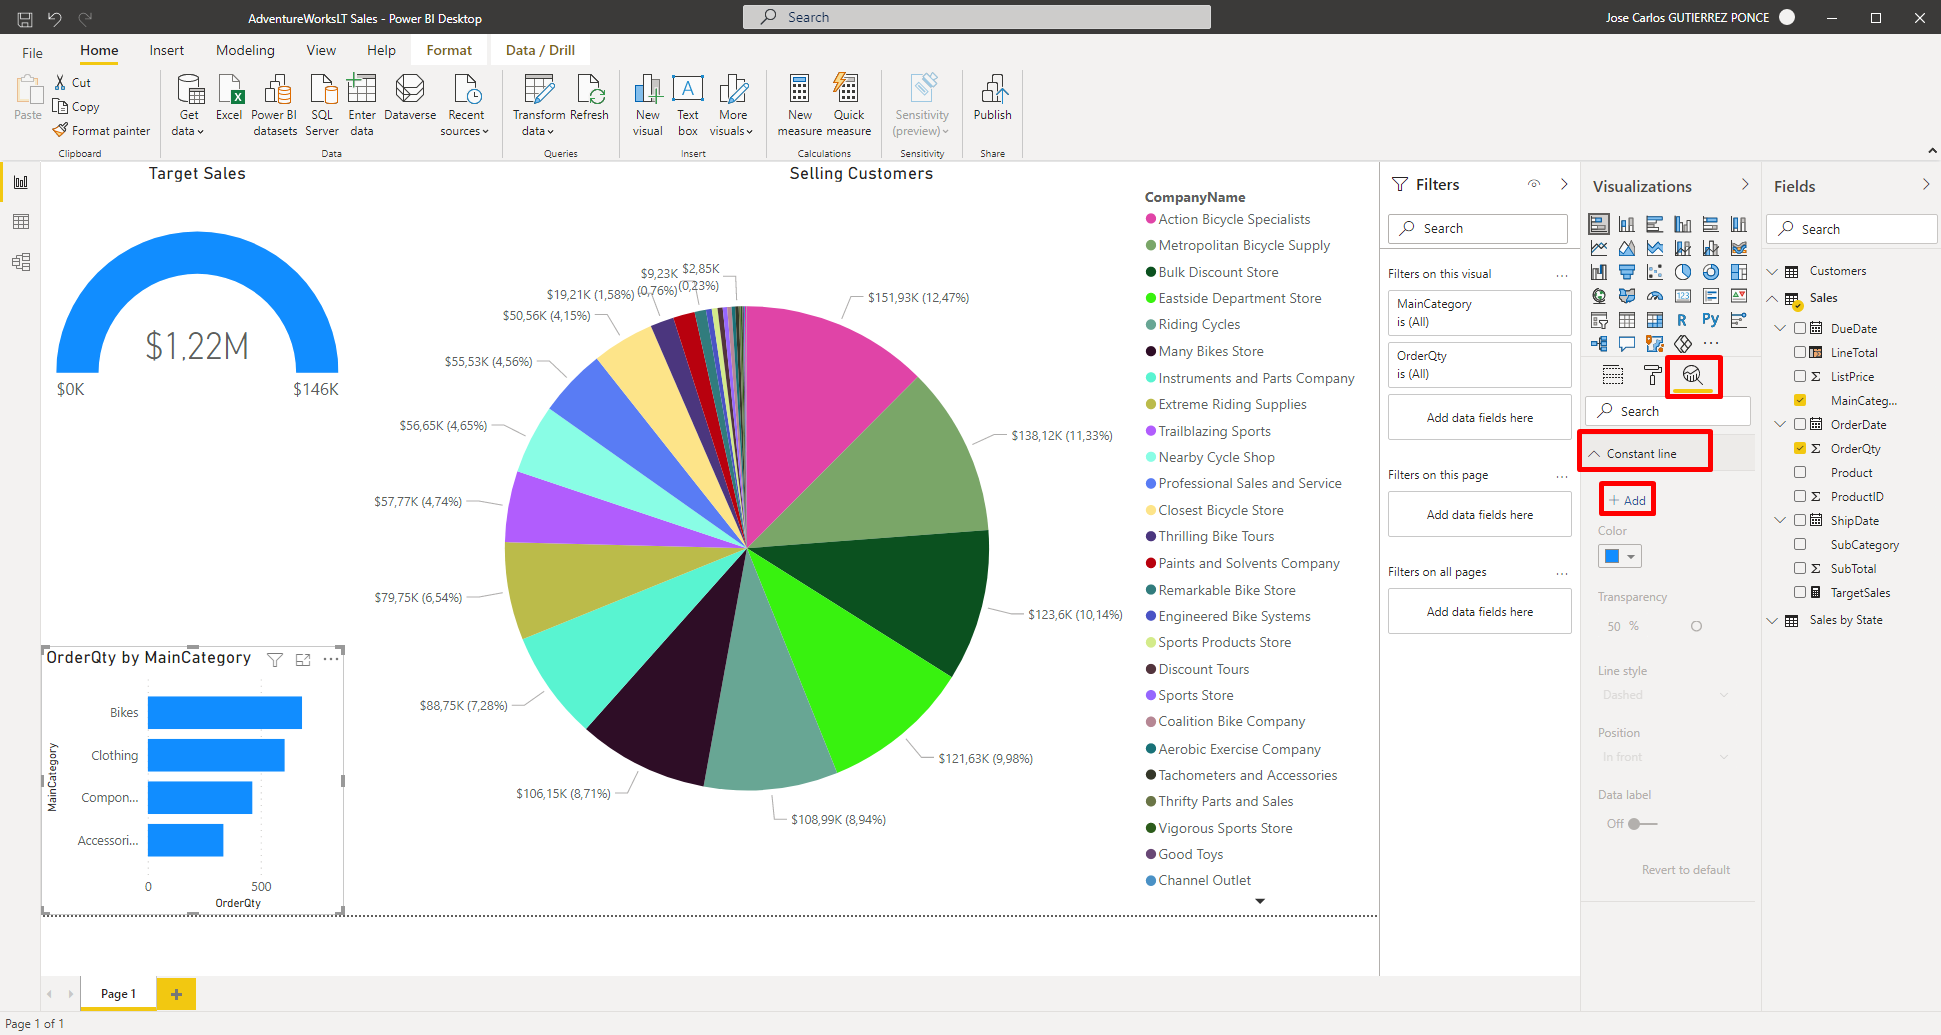 AdventureWorksLT Sales - Power BI Desktop
Search
Jose Carlos GUTIERREZ PONCE
File
Home
Insert
Modeling
View
Help
Format
Data / Drill
Paste
Cut
Copy
Format painter
Clipboard
Get data
Excel
Power BI datasets
SQL Server
Enter data
Dataverse
Recent sources
Data
Transform data
Refresh
Queries
New visual
Text box
More visuals
Insert
New measure
Quick measure
Calculations
Sensitivity (preview)
Sensitivity
Publish
Share
Target Sales
$1,22M
$0K
$146K
Selling Customers
$151,93K (12,47%)
$138,12K (11,33%)
$123,6K (10,14%)
$121,63K (9,98%)
$108,99K (8,94%)
$106,15K (8,71%)
$88,75K (7,28%)
$79,75K (6,54%)
$57,77K (4,74%)
$56,65K (4,65%)
$55,53K (4,56%)
$50,56K (4,15%)
$19,21K (1,58%)
$9,23K (0,76%)
$2,85K (0,23%)
CompanyName
Action Bicycle Specialists
Metropolitan Bicycle Supply
Bulk Discount Store
Eastside Department Store
Riding Cycles
Many Bikes Store
Instruments and Parts Company
Extreme Riding Supplies
Trailblazing Sports
Nearby Cycle Shop
Professional Sales and Service
Closest Bicycle Store
Thrilling Bike Tours
Paints and Solvents Company
Remarkable Bike Store
Engineered Bike Systems
Sports Products Store
Discount Tours
Sports Store
Coalition Bike Company
Aerobic Exercise Company
Tachometers and Accessories
Thrifty Parts and Sales
Vigorous Sports Store
Good Toys
Channel Outlet
OrderQty by MainCategory
MainCategory
Bikes
Clothing
Compon...
Accessori...
0
500
OrderQty
Filters
Search
Filters on this visual
...
MainCategory
is (All)
OrderQty
is (All)
Add data fields here
Filters on this page
...
Add data fields here
Filters on all pages
...
Add data fields here
Visualizations
R
Py
...
Search
Constant line
+ Add
Color
Transparency
50 %
Line style
Dashed
Position
In front
Data label
Off
Revert to default
Fields
Search
Customers
Sales
DueDate
LineTotal
ListPrice
MainCateg...
OrderDate
OrderQty
Product
ProductID
ShipDate
SubCategory
SubTotal
TargetSales
Sales by State
Page 1
+
Page 1 of 1